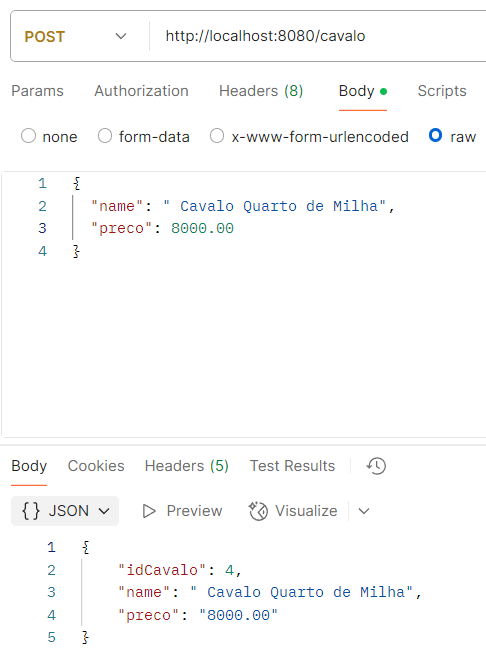 POST http://localhost:8080/cavalo
Params Authorization Headers (8) Body Scripts
none form-data x-www-form-urlencoded raw
1 {
2 "name": " Cavalo Quarto de Milha",
3 "preco": 8000.00
4 }
Body Cookies Headers (5) Test Results
{} JSON Preview Visualize
1 {
2 "idCavalo": 4,
3 "name": " Cavalo Quarto de Milha",
4 "preco": "8000.00"
5 }